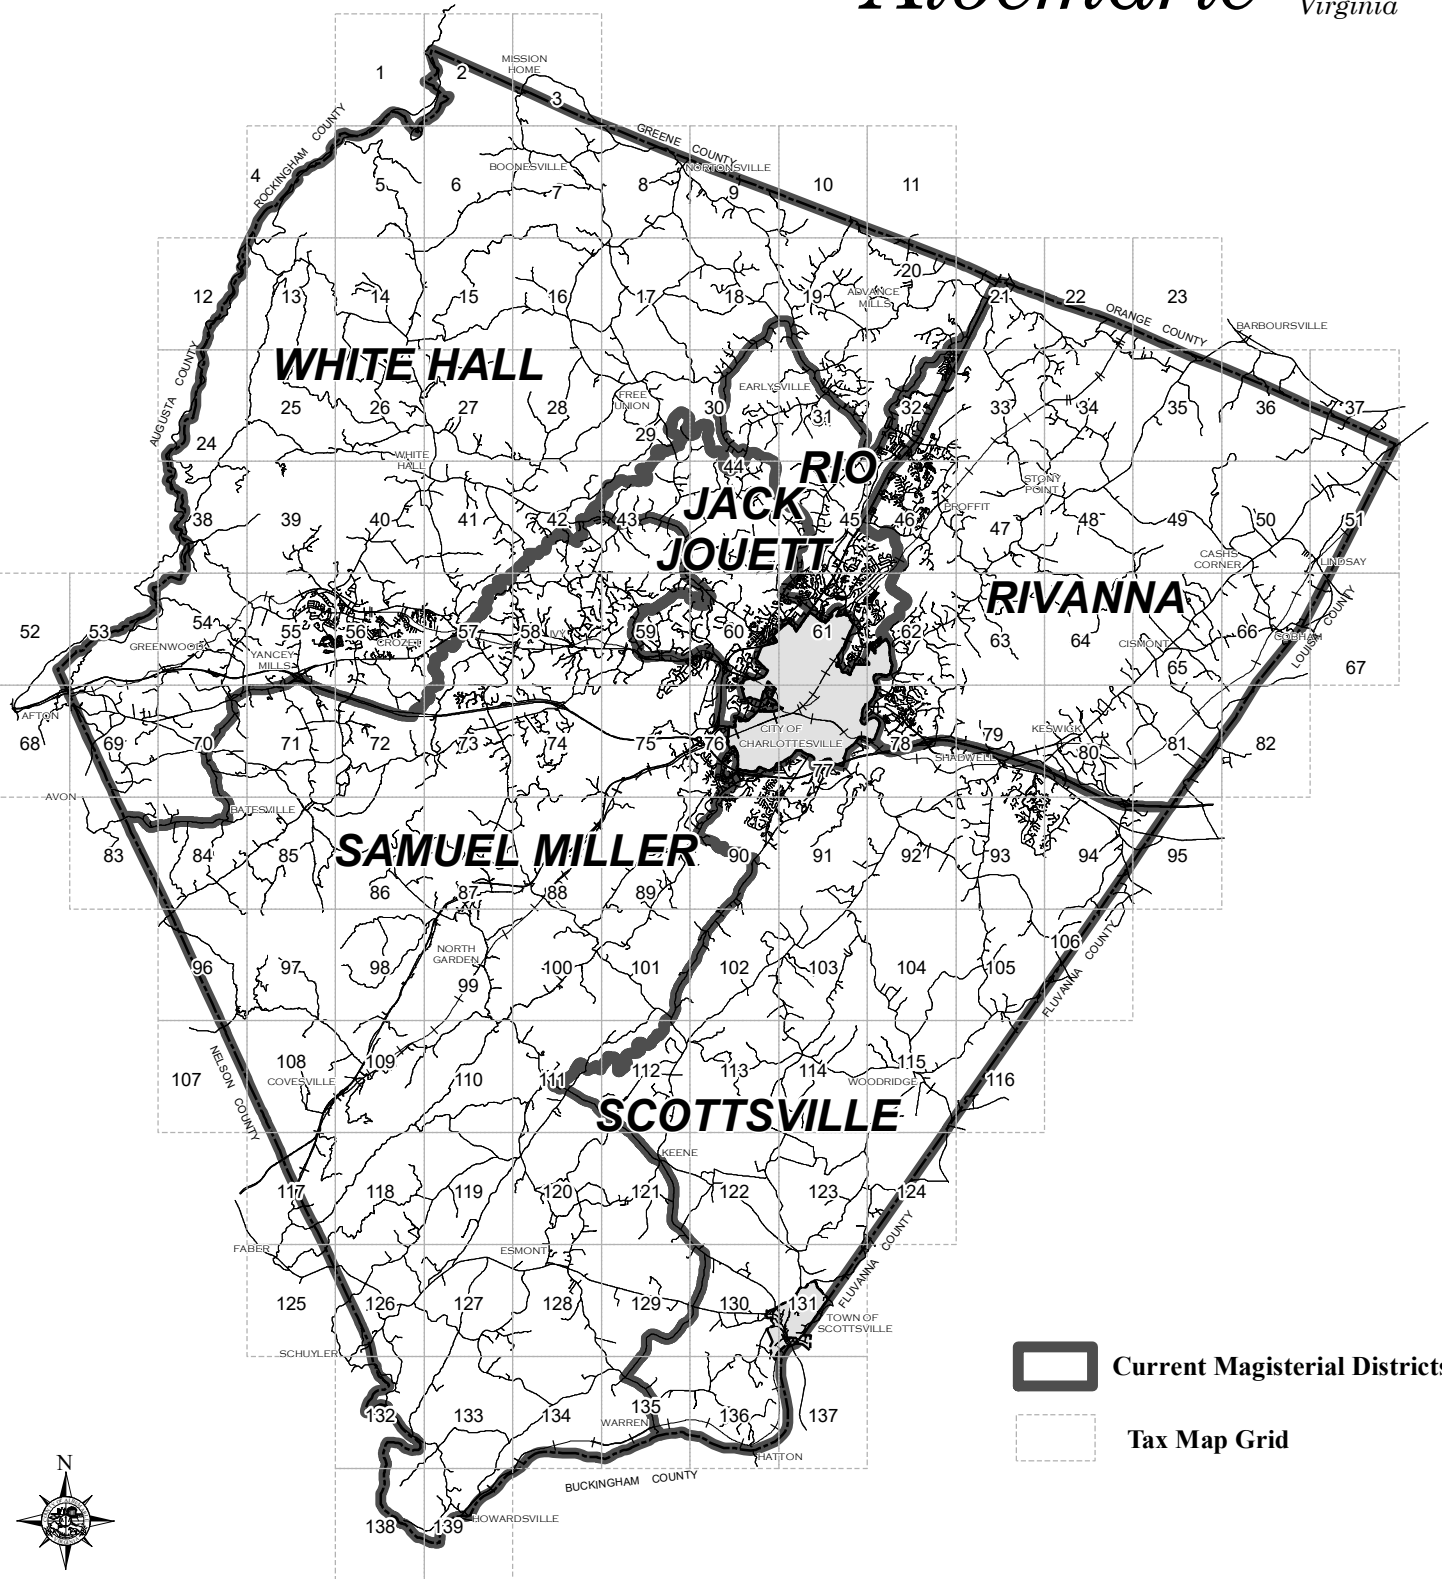 Albemarle
Virginia
MISSION
HOME
1
2
3
ROCKINGHAM COUNTY
GREENE COUNTY
4
5
6
BOONESVILLE
7
8
NORTONSVILLE
9
10
11
12
13
14
15
16
17
18
19
ADVANCE
MILLS
20
21
22
23
ORANGE COUNTY
BARBOURSVILLE
AUGUSTA COUNTY
WHITE HALL
EARLYSVILLE
FREE
UNION
24
25
26
27
28
29
30
31
32
33
34
35
36
37
WHITE
HALL
44
RIO
JACK
JOUETT
STONY
POINT
PROFFIT
38
39
40
41
42
43
45
46
47
48
49
50
51
CASHS
CORNER
LINDSAY
RIVANNA
LOUISA COUNTY
52
53
54
GREENWOOD
55
YANCEY
MILLS
56
CROZET
57
58
IVY
59
60
61
62
63
64
CISMONT
65
66
COBHAM
67
AFTON
68
69
70
71
72
73
74
75
76
CITY OF
CHARLOTTESVILLE
77
78
SHADWELL
79
KESWICK
80
81
82
AVON
BATESVILLE
SAMUEL MILLER
83
84
85
86
87
88
89
90
91
92
93
94
95
NORTH
GARDEN
96
97
98
99
100
101
102
103
104
105
106
FLUVANNA COUNTY
NELSON COUNTY
107
108
COVESVILLE
109
110
111
112
113
114
115
WOODRIDGE
116
SCOTTSVILLE
KEENE
117
118
119
120
121
122
123
124
FABER
ESMONT
FLUVANNA COUNTY
125
126
127
128
129
130
131
TOWN OF
SCOTTSVILLE
SCHUYLER
132
133
134
WARREN
135
136
137
HATTON
BUCKINGHAM COUNTY
138
139
HOWARDSVILLE
Current Magisterial Districts
Tax Map Grid
N